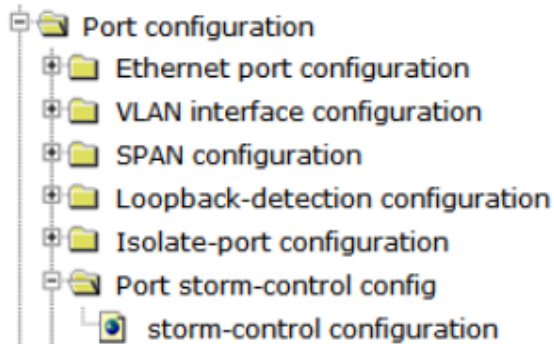 Port configuration
Ethernet port configuration
VLAN interface configuration
SPAN configuration
Loopback-detection configuration
Isolate-port configuration
Port storm-control config
storm-control configuration